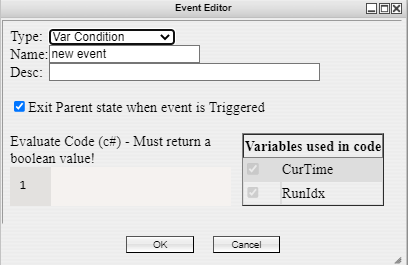 Event Editor
Type: Var Condition
Name: new event
Desc:
Exit Parent state when event is Triggered
Evaluate Code (c#) - Must return a
boolean value!
1
Variables used in code
CurTime
RunIdx
OK
Cancel